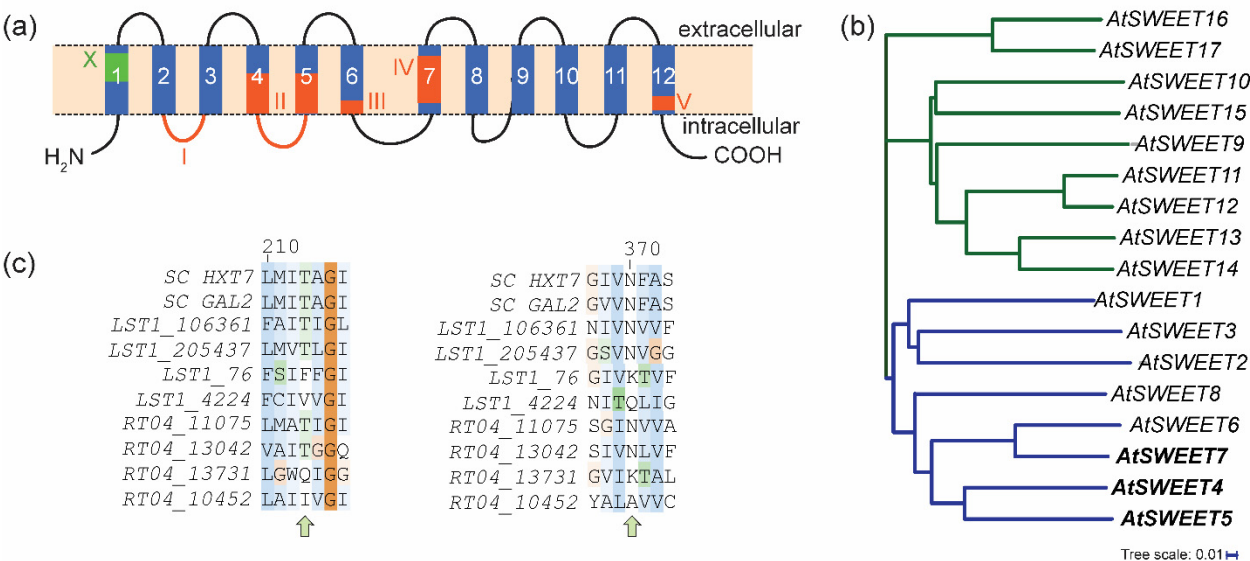 (a)
extracellular
X
1
2
3
4
5
6
7
8
9
10
11
12
II
III
IV
V
intracellular
H2N
I
COOH
(b)
AtSWEET16
AtSWEET17
AtSWEET10
AtSWEET15
AtSWEET9
AtSWEET11
AtSWEET12
AtSWEET13
AtSWEET14
AtSWEET1
AtSWEET3
AtSWEET2
AtSWEET8
AtSWEET6
AtSWEET7
AtSWEET4
AtSWEET5
Tree scale: 0.01
(c)
210
SC HXT7 LMITAGI
SC GAL2 LMITAGI
LST1_106361 FAITIGL
LST1_205437 LMVTLGI
LST1_76 FSIFFGI
LST1_4224 FCIVVGI
RT04_11075 LMATIGI
RT04_13042 VAITGGQ
RT04_13731 LGWQIGG
RT04_10452 LAIIVGI
370
SC HXT7 GIVNFAS
SC GAL2 GVVNFAS
LST1_106361 NIVNVVF
LST1_205437 GSVNVGG
LST1_76 GIVKTVF
LST1_4224 NITQLIG
RT04_11075 SGINVVA
RT04_13042 SIVNLVF
RT04_13731 GVIKTAL
RT04_10452 YALAVVC